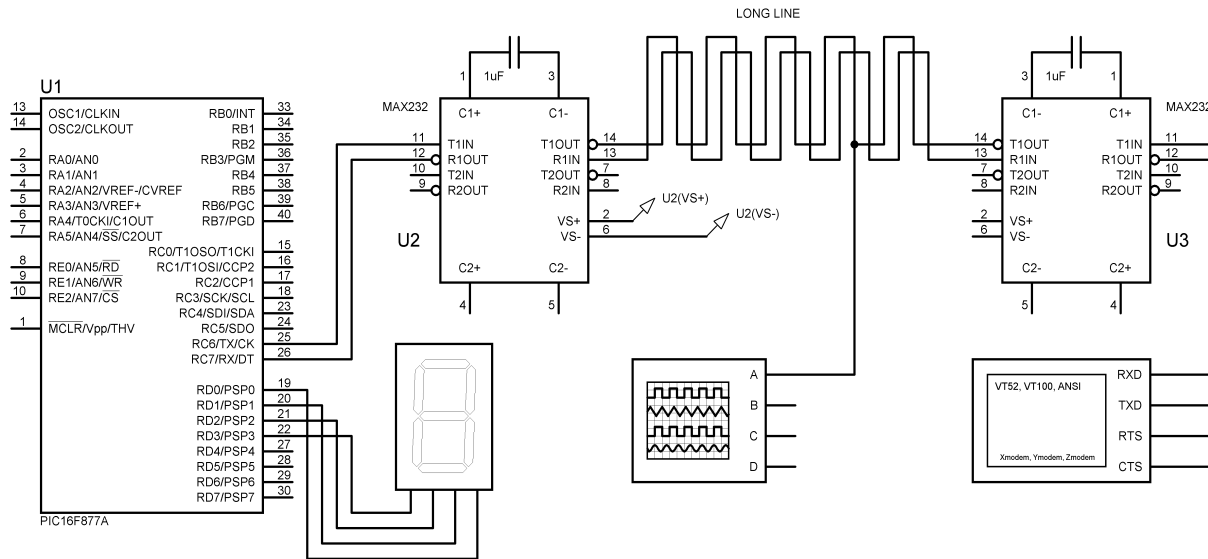 LONG LINE
U1
PIC16F877A
13 OSC1/CLKIN
14 OSC2/CLKOUT
2 RA0/AN0
3 RA1/AN1
4 RA2/AN2/VREF-/CVREF
5 RA3/AN3/VREF+
6 RA4/T0CKI/C1OUT
7 RA5/AN4/SS/C2OUT
8 RE0/AN5/RD
9 RE1/AN6/WR
10 RE2/AN7/CS
1 MCLR/Vpp/THV
RB0/INT 33
RB1 34
RB2 35
RB3/PGM 36
RB4 37
RB5 38
RB6/PGC 39
RB7/PGD 40
RC0/T1OSO/T1CKI 15
RC1/T1OSI/CCP2 16
RC2/CCP1 17
RC3/SCK/SCL 18
RC4/SDI/SDA 23
RC5/SDO 24
RC6/TX/CK 25
RC7/RX/DT 26
RD0/PSP0 19
RD1/PSP1 20
RD2/PSP2 21
RD3/PSP3 22
RD4/PSP4 27
RD5/PSP5 28
RD6/PSP6 29
RD7/PSP7 30
1 1uF 3
MAX232
C1+ C1-
11 T1IN T1OUT 14
12 R1OUT R1IN 13
10 T2IN T2OUT 7
9 R2OUT R2IN 8
VS+ 2
VS- 6
U2
C2+ C2-
4 5
U2(VS+)
U2(VS-)
3 1uF 1
MAX232
C1- C1+
14 T1OUT T1IN 11
13 R1IN R1OUT 12
7 T2OUT T2IN 10
8 R2IN R2OUT 9
2 VS+
6 VS-
U3
C2- C2+
5 4
A
B
C
D
VT52, VT100, ANSI
Xmodem, Ymodem, Zmodem
RXD
TXD
RTS
CTS